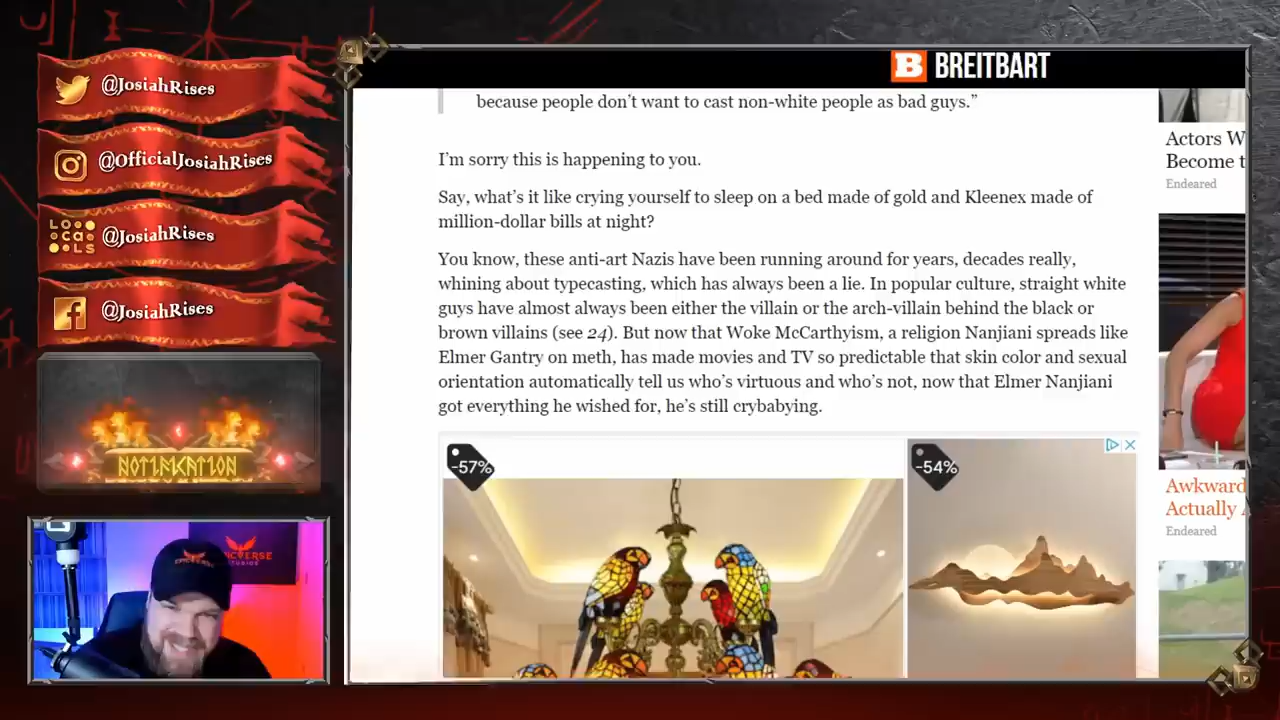 @JosiahRises
@OfficialJosiahRises
LOCALS
@JosiahRises
@JosiahRises
NOTIFICATION
EPICVERSE
B BREITBART
because people don’t want to cast non-white people as bad guys.”
I’m sorry this is happening to you.
Say, what’s it like crying yourself to sleep on a bed made of gold and Kleenex made of
million-dollar bills at night?
You know, these anti-art Nazis have been running around for years, decades really,
whining about typecasting, which has always been a lie. In popular culture, straight white
guys have almost always been either the villain or the arch-villain behind the black or
brown villains (see 24). But now that Woke McCarthyism, a religion Nanjiani spreads like
Elmer Gantry on meth, has made movies and TV so predictable that skin color and sexual
orientation automatically tell us who’s virtuous and who’s not, now that Elmer Nanjiani
got everything he wished for, he’s still crybabying.
-57%
-54%
Actors W
Become t
Endeared
Awkward
Actually
Endeared